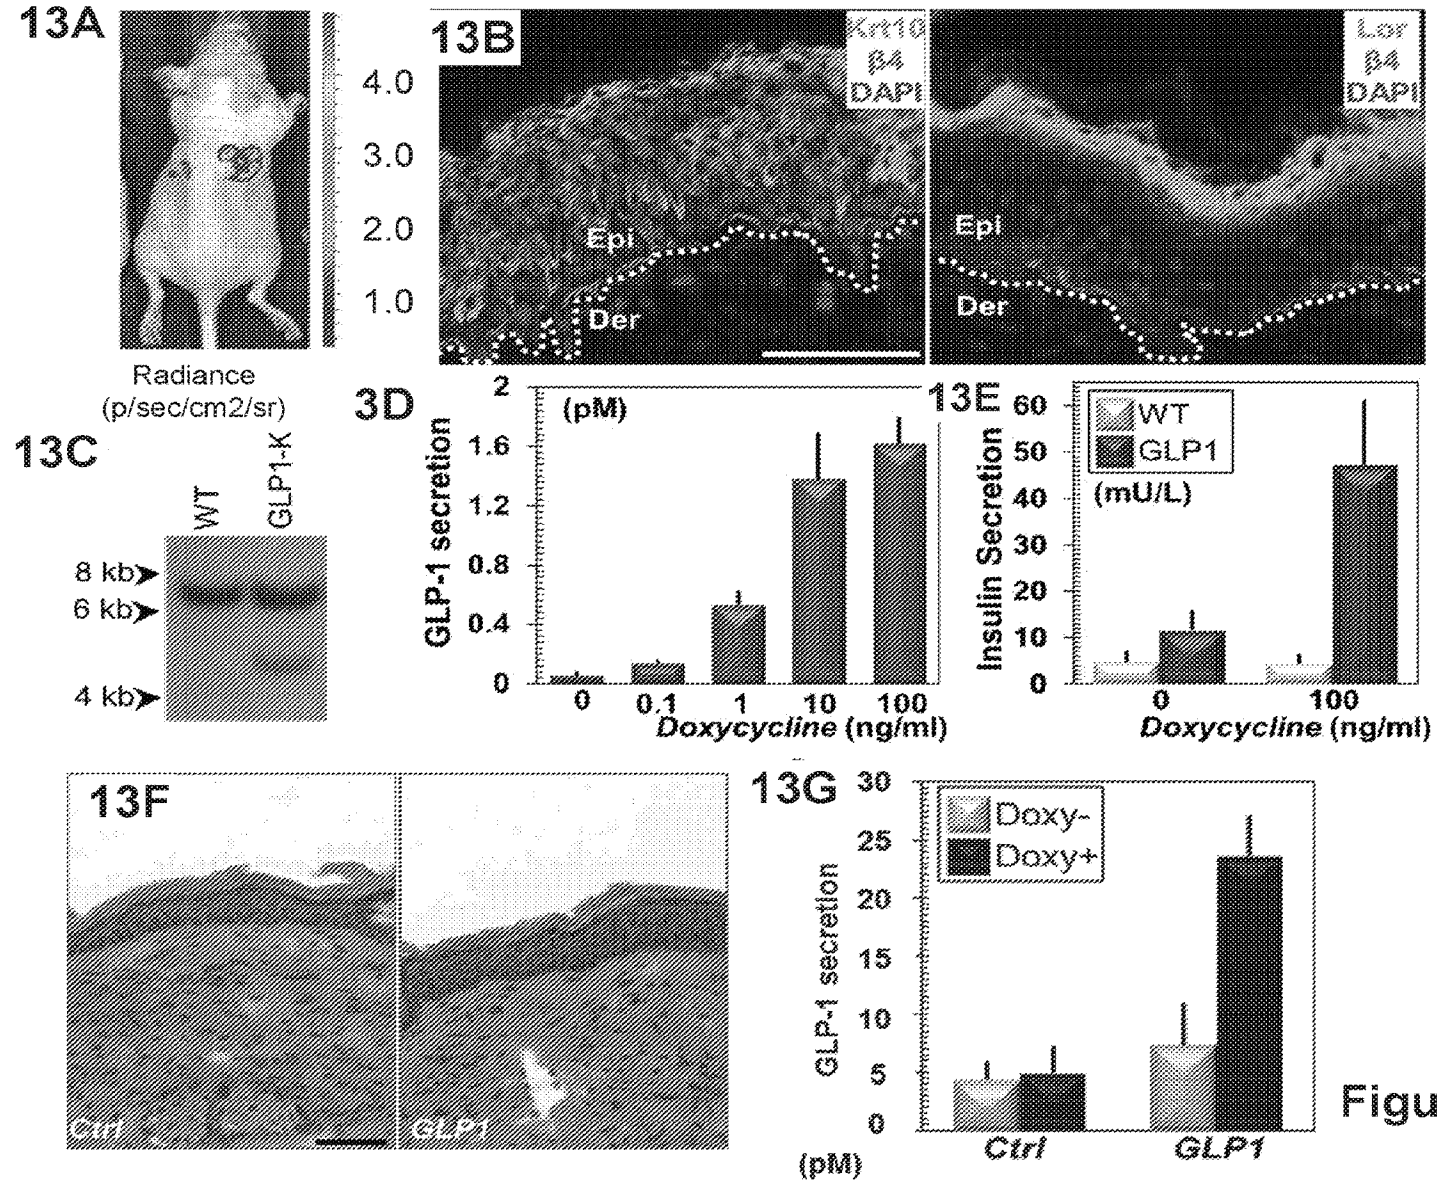 13A
4.0
3.0
2.0
1.0
Radiance
(p/sec/cm2/sr)
13B
Krt10
β4
DAPI
Epi
Der
Lor
β4
DAPI
Epi
Der
13C
WT
GLP1-K
8 kb
6 kb
4 kb
3D
(pM)
GLP-1 secretion
2
1.6
1.2
0.8
0.4
0
0 0.1 1 10 100
Doxycycline (ng/ml)
13E
WT
GLP1
(mU/L)
Insulin Secretion
60
50
40
30
20
10
0
0 100
Doxycycline (ng/ml)
13F
Ctrl
GLP1
13G
Doxy-
Doxy+
GLP-1 secretion
30
25
20
15
10
5
0
Ctrl GLP1
(pM)
Figu